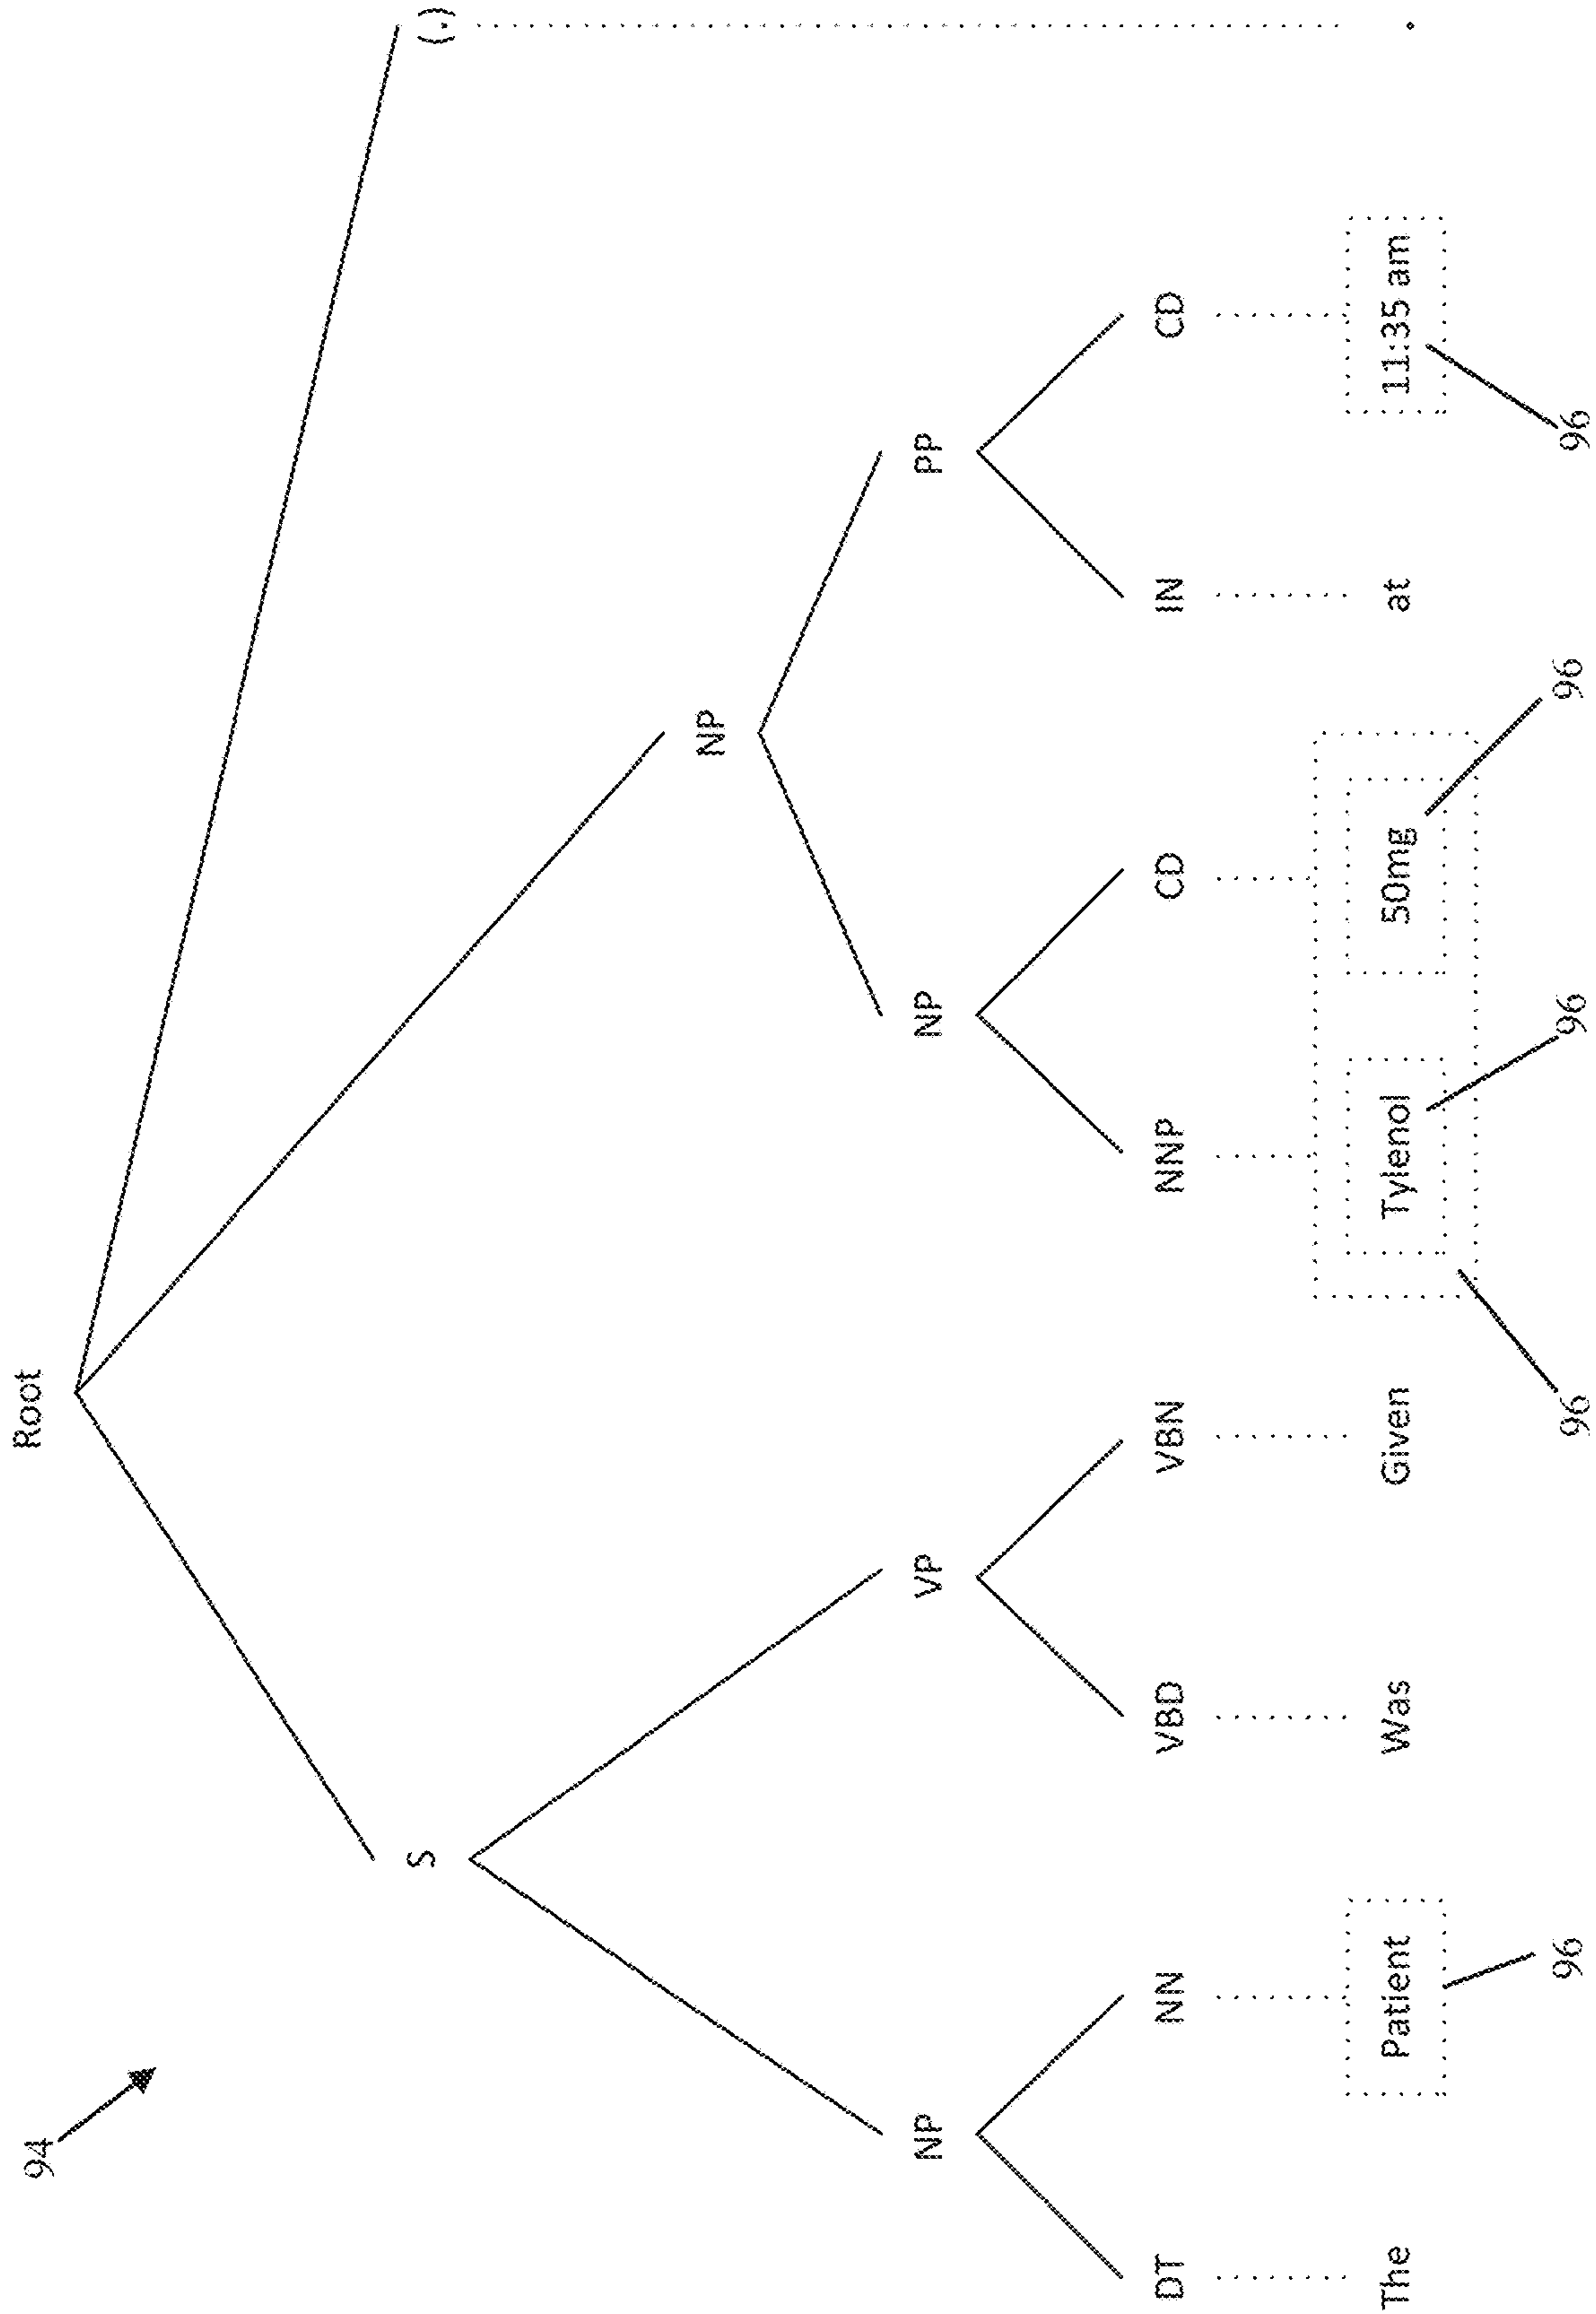 94
Root
S
(.)
NP
NP
VP
NP
PP
DT
NN
VBD
VBN
NNP
CD
IN
CD
The
Patient
Was
Given
Tylenol
50mg
at
11:35 am
.
96
96
96
96
96